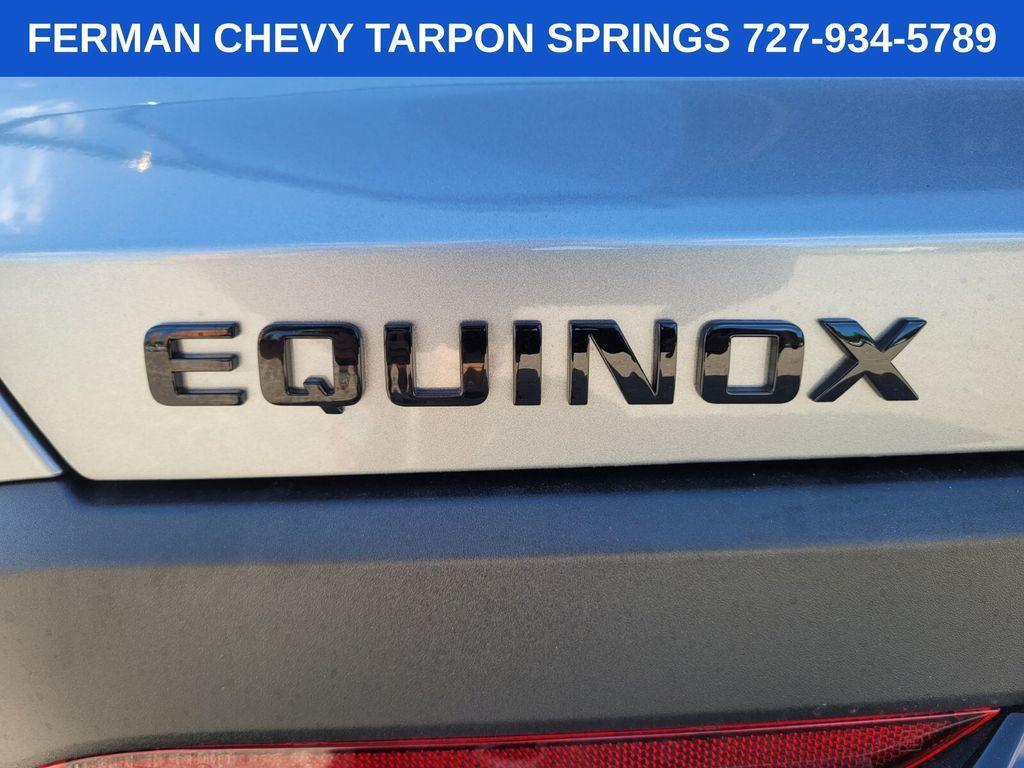 FERMAN CHEVY TARPON SPRINGS 727-934-5789
EQUINOX